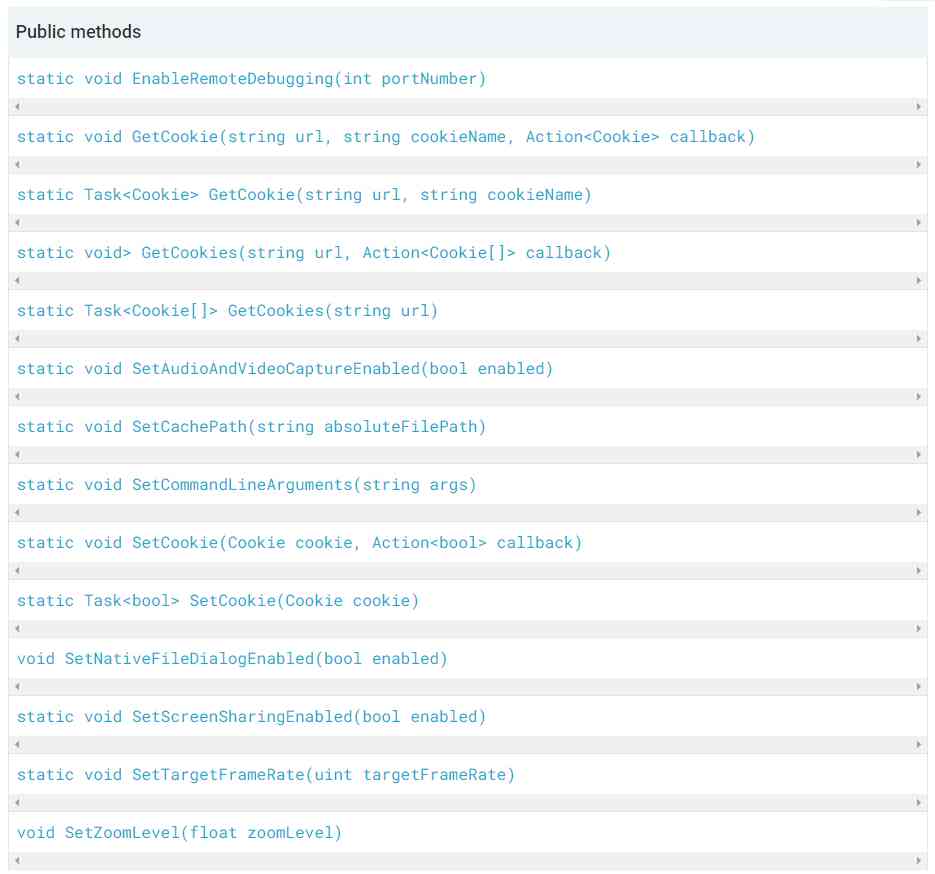 Public methods
static void EnableRemoteDebugging(int portNumber)
static void GetCookie(string url, string cookieName, Action<Cookie> callback)
static Task<Cookie> GetCookie(string url, string cookieName)
static void> GetCookies(string url, Action<Cookie[]> callback)
static Task<Cookie[]> GetCookies(string url)
static void SetAudioAndVideoCaptureEnabled(bool enabled)
static void SetCachePath(string absoluteFilePath)
static void SetCommandLineArguments(string args)
static void SetCookie(Cookie cookie, Action<bool> callback)
static Task<bool> SetCookie(Cookie cookie)
void SetNativeFileDialogEnabled(bool enabled)
static void SetScreenSharingEnabled(bool enabled)
static void SetTargetFrameRate(uint targetFrameRate)
void SetZoomLevel(float zoomLevel)